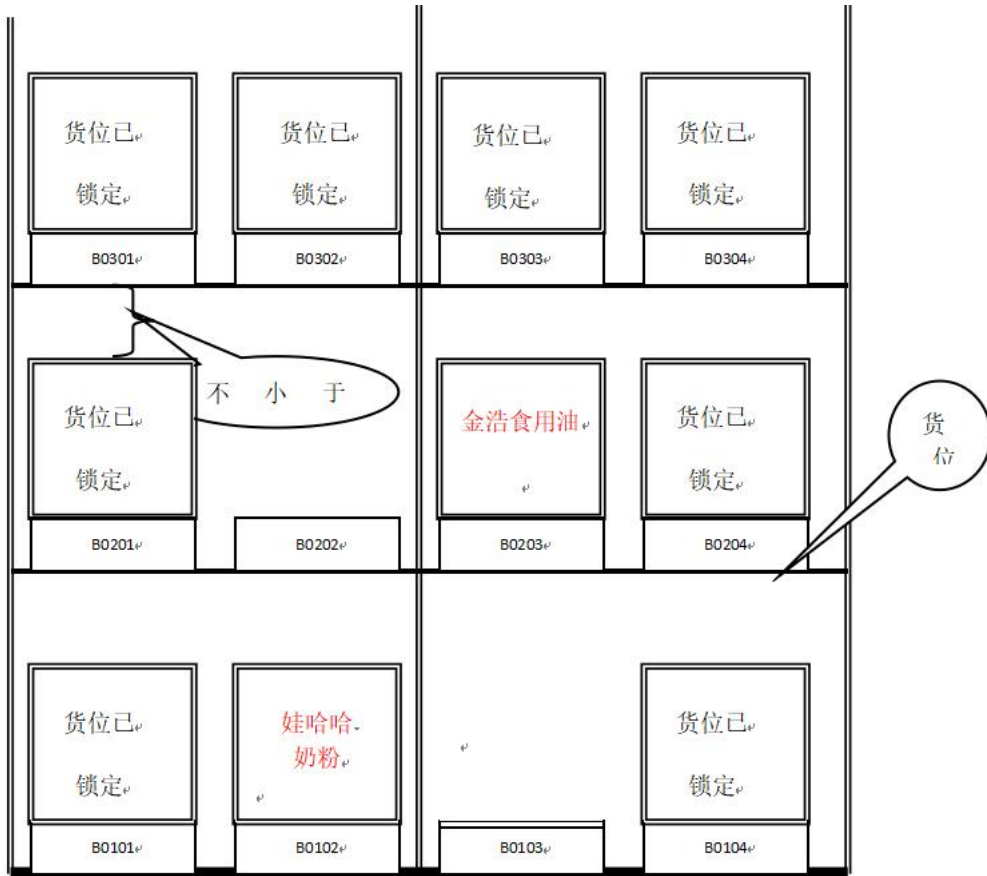 货位已 货位已 货位已 货位已
锁定 锁定 锁定 锁定
B0301 B0302 B0303 B0304
不 小 于
货位已 金浩食用油 货位已
锁定 锁定
货
位
B0201 B0202 B0203 B0204
货位已 娃哈哈 货位已
奶粉
锁定 锁定
B0101 B0102 B0103 B0104